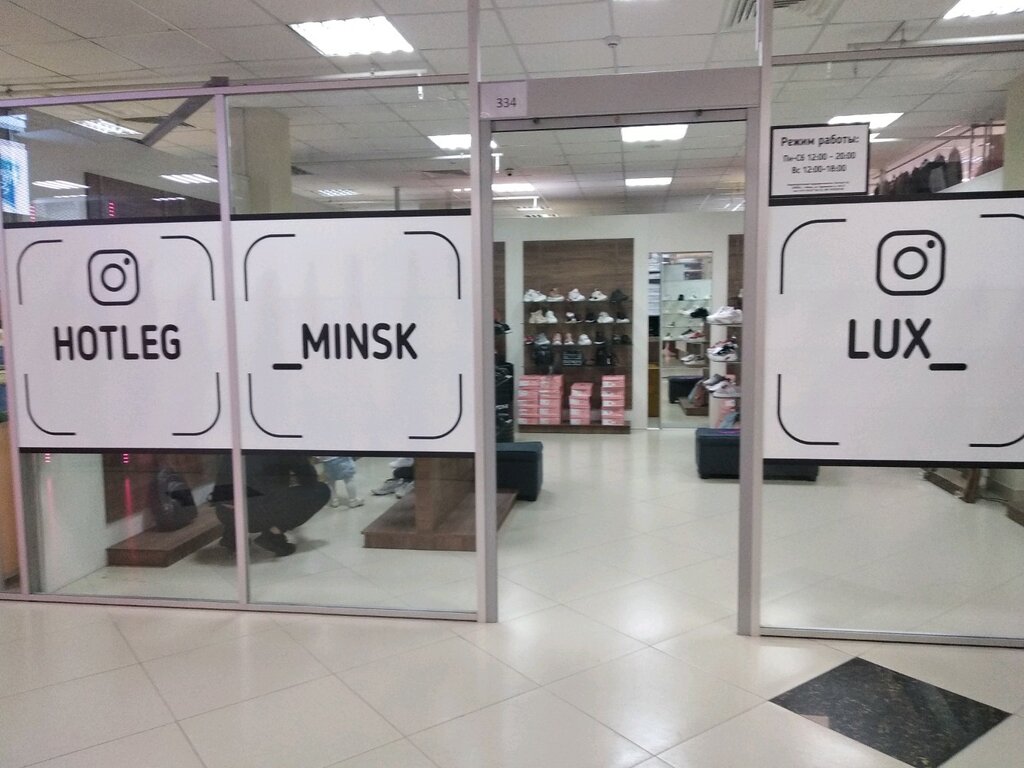 334
Режим работы:
Пн-Сб 12:00 - 20:00
Вс 12:00-18:00
HOTLEG
_MINSK
LUX_